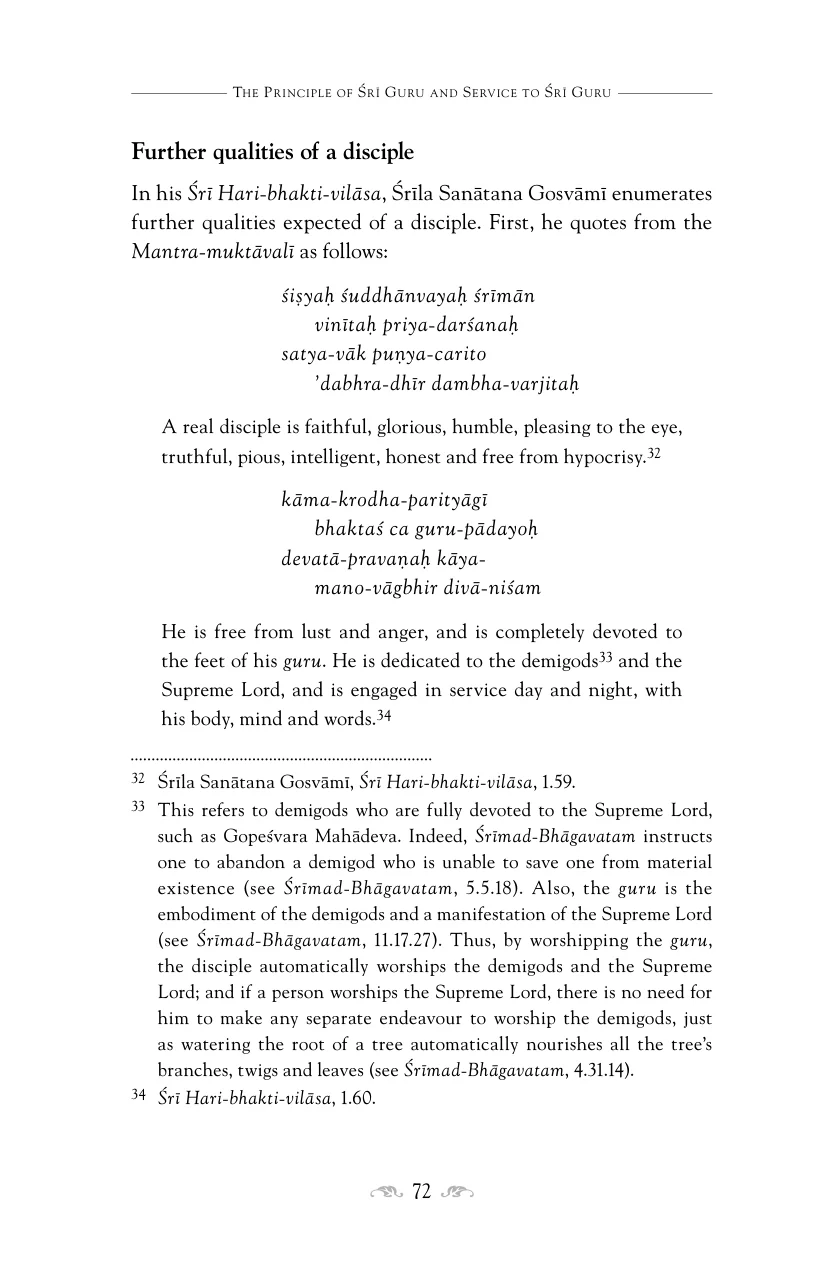 The Principle of Śrī Guru and Service to Śrī Guru
Further qualities of a disciple
In his Śrī Hari-bhakti-vilāsa, Śrīla Sanātana Gosvāmī enumerates
further qualities expected of a disciple. First, he quotes from the
Mantra-muktāvalī as follows:
śiṣyaḥ śuddhānvayaḥ śrīmān
vinītaḥ priya-darśanaḥ
satya-vāk puṇya-carito
’dabhra-dhīr dambha-varjitaḥ
A real disciple is faithful, glorious, humble, pleasing to the eye,
truthful, pious, intelligent, honest and free from hypocrisy.32
kāma-krodha-parityāgī
bhaktaś ca guru-pādayoḥ
devatā-pravaṇaḥ kāya-
mano-vāgbhir divā-niśam
He is free from lust and anger, and is completely devoted to
the feet of his guru. He is dedicated to the demigods33 and the
Supreme Lord, and is engaged in service day and night, with
his body, mind and words.34
32 Śrīla Sanātana Gosvāmī, Śrī Hari-bhakti-vilāsa, 1.59.
33 This refers to demigods who are fully devoted to the Supreme Lord,
such as Gopeśvara Mahādeva. Indeed, Śrīmad-Bhāgavatam instructs
one to abandon a demigod who is unable to save one from material
existence (see Śrīmad-Bhāgavatam, 5.5.18). Also, the guru is the
embodiment of the demigods and a manifestation of the Supreme Lord
(see Śrīmad-Bhāgavatam, 11.17.27). Thus, by worshipping the guru,
the disciple automatically worships the demigods and the Supreme
Lord; and if a person worships the Supreme Lord, there is no need for
him to make any separate endeavour to worship the demigods, just
as watering the root of a tree automatically nourishes all the tree’s
branches, twigs and leaves (see Śrīmad-Bhāgavatam, 4.31.14).
34 Śrī Hari-bhakti-vilāsa, 1.60.
72